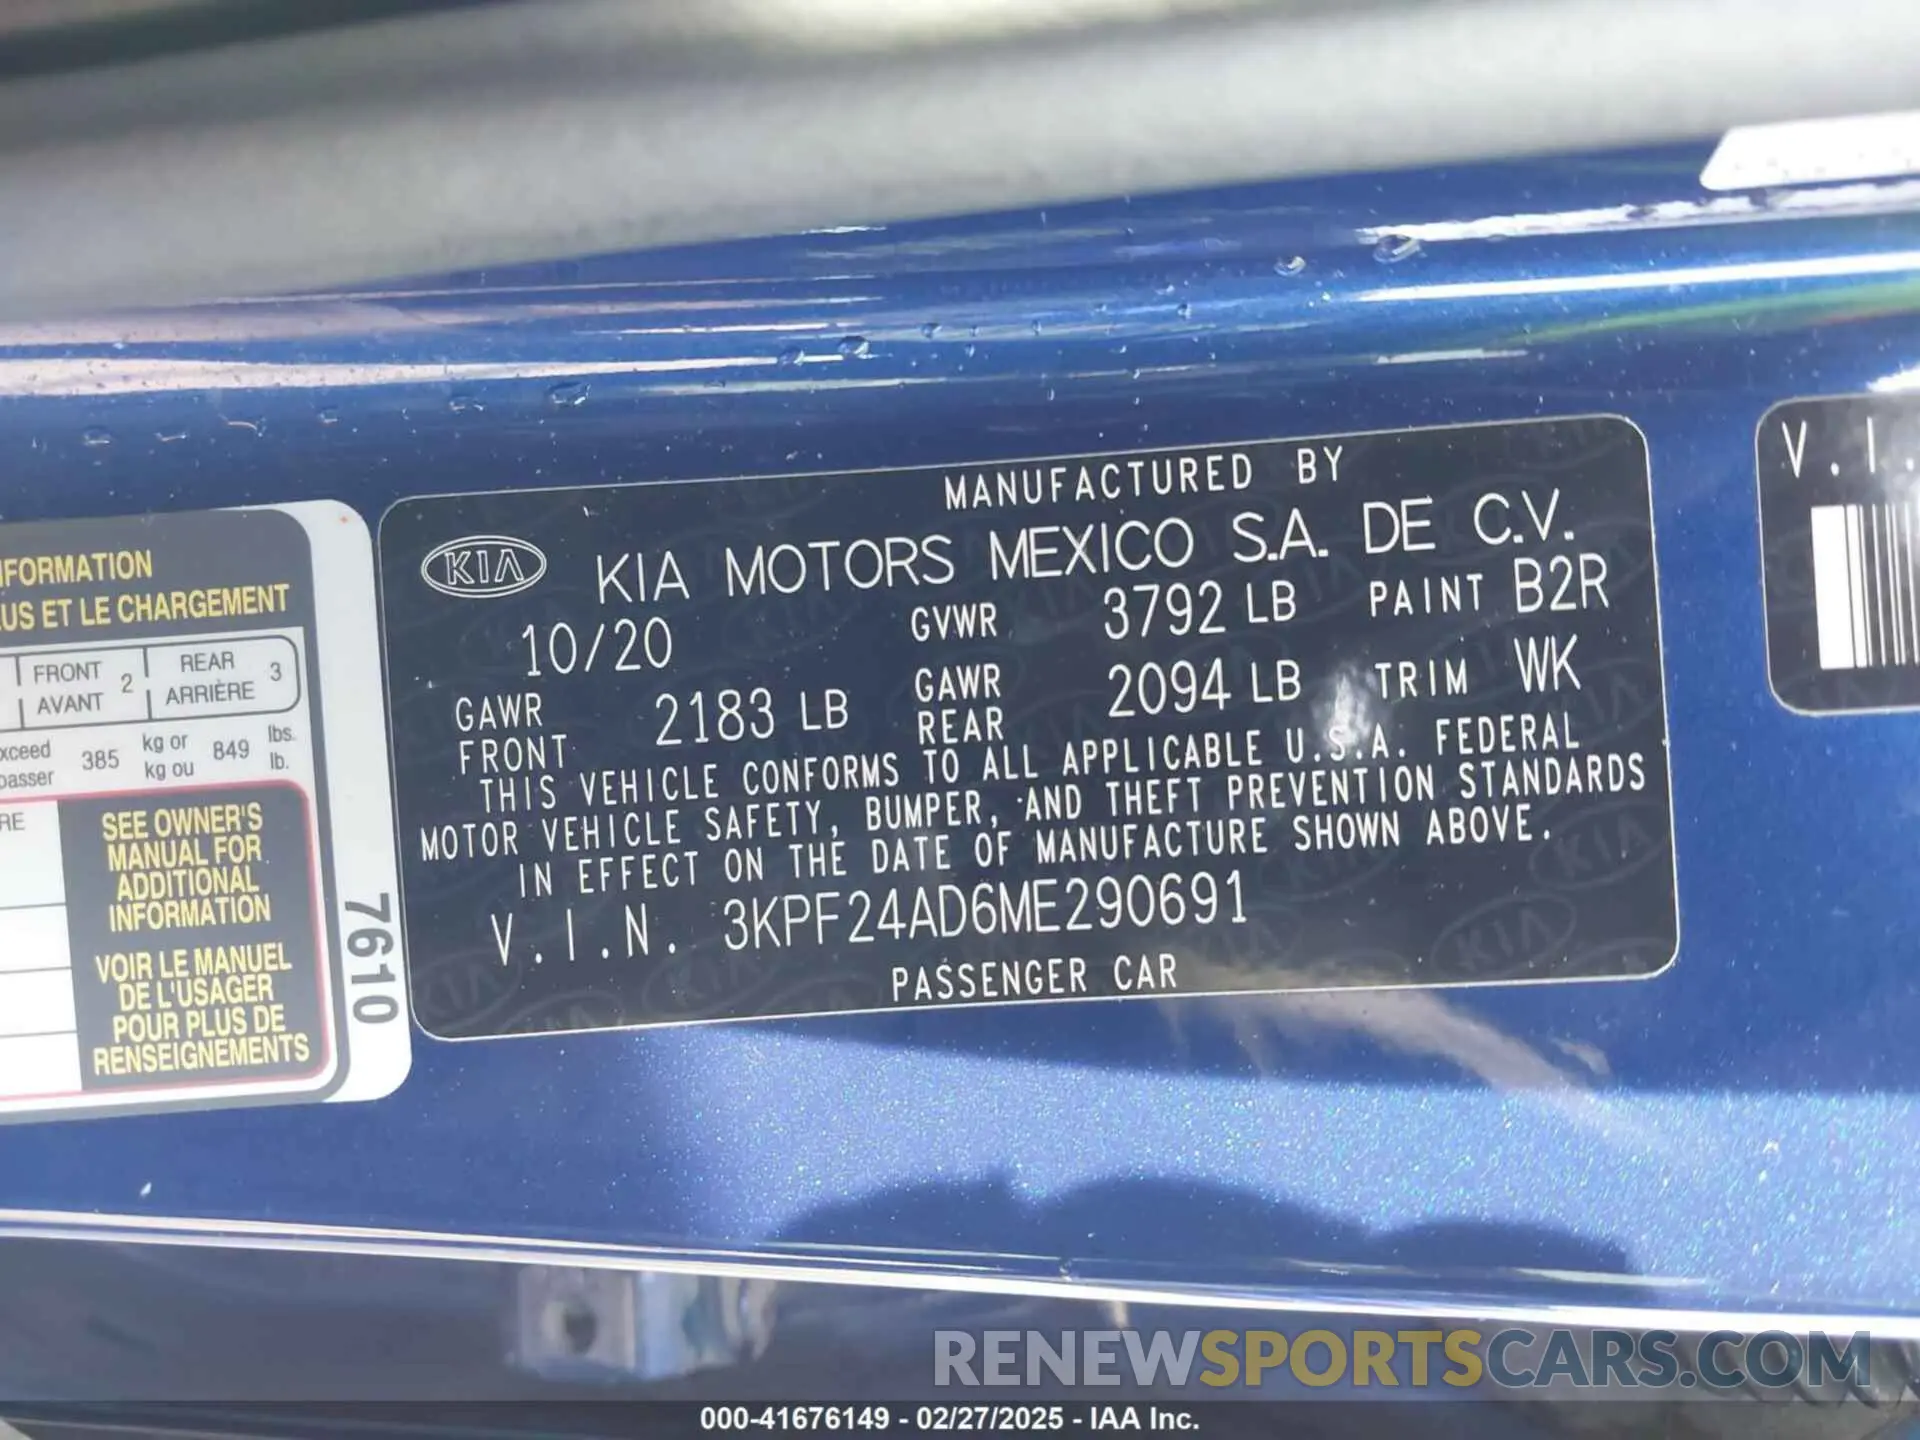 MANUFACTURED BY
KIA KIA MOTORS MEXICO S.A. DE C.V.
10/20 GVWR 3792 LB PAINT B2R
GAWR FRONT 2183 LB GAWR REAR 2094 LB TRIM WK
THIS VEHICLE CONFORMS TO ALL APPLICABLE U.S.A. FEDERAL
MOTOR VEHICLE SAFETY, BUMPER, AND THEFT PREVENTION STANDARDS
IN EFFECT ON THE DATE OF MANUFACTURE SHOWN ABOVE.
V.I.N. 3KPF24AD6ME290691
PASSENGER CAR
V.I.
US ET LE CHARGEMENT
FRONT 2 REAR 3
AVANT ARRIÈRE
385 kg or 849 lbs.
kg ou lb.
SEE OWNER'S
MANUAL FOR
ADDITIONAL
INFORMATION
VOIR LE MANUEL
DE L'USAGER
POUR PLUS DE
RENSEIGNEMENTS
7610
RENEWSPORTSCARS.COM
000-41676149 - 02/27/2025 - IAA Inc.